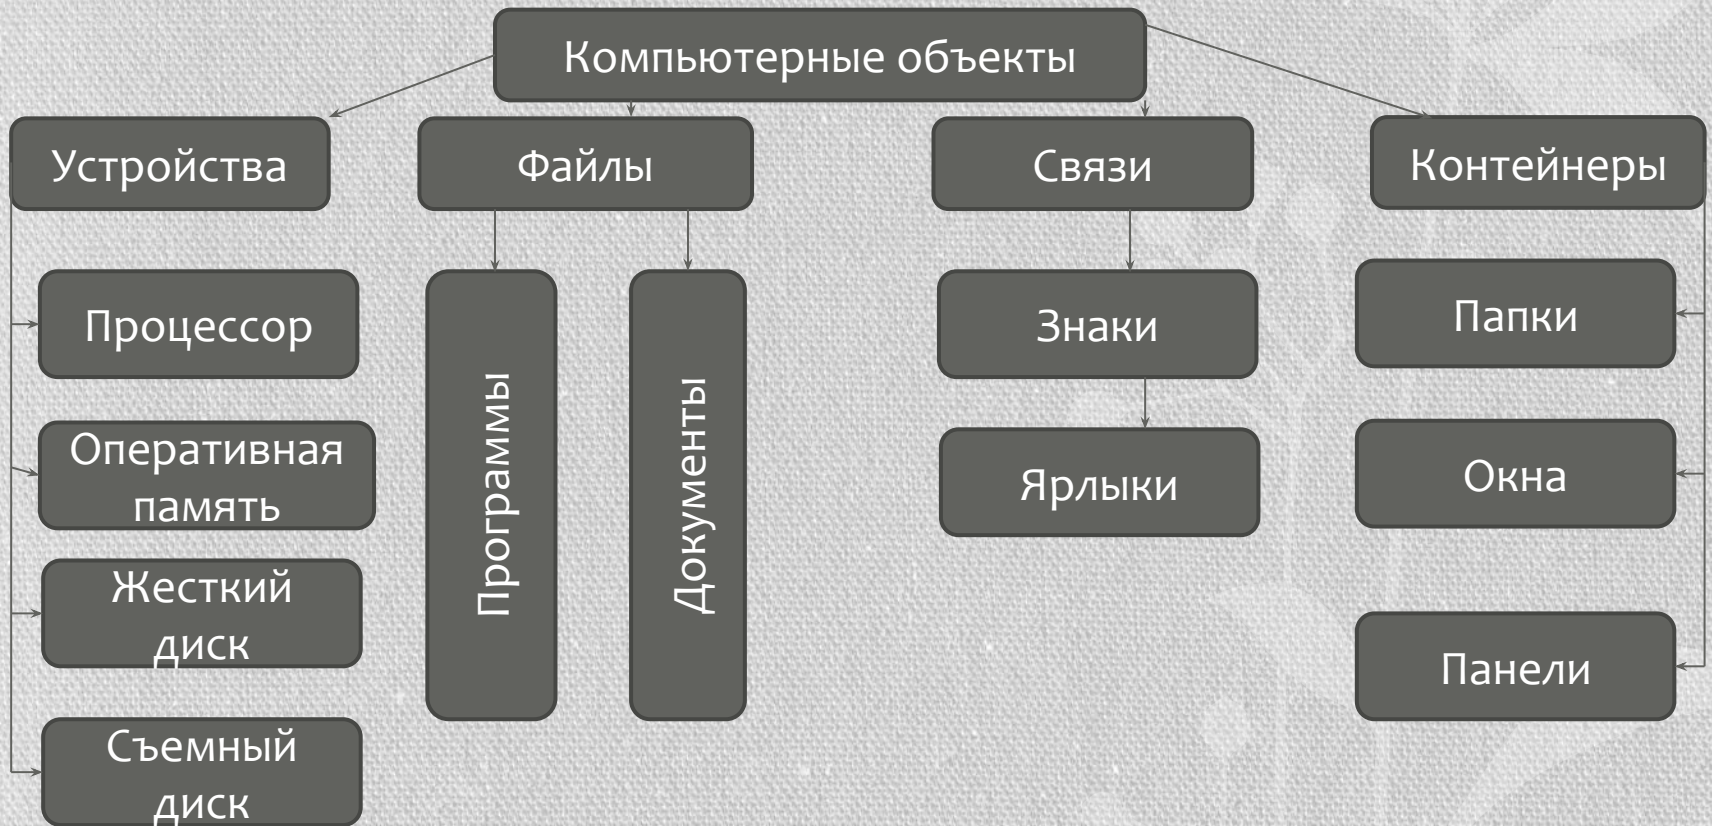 Компьютерные объекты
Устройства
Файлы
Связи
Контейнеры
Процессор
Оперативная
память
Жесткий
диск
Съемный
диск
Программы
Документы
Знаки
Ярлыки
Папки
Окна
Панели